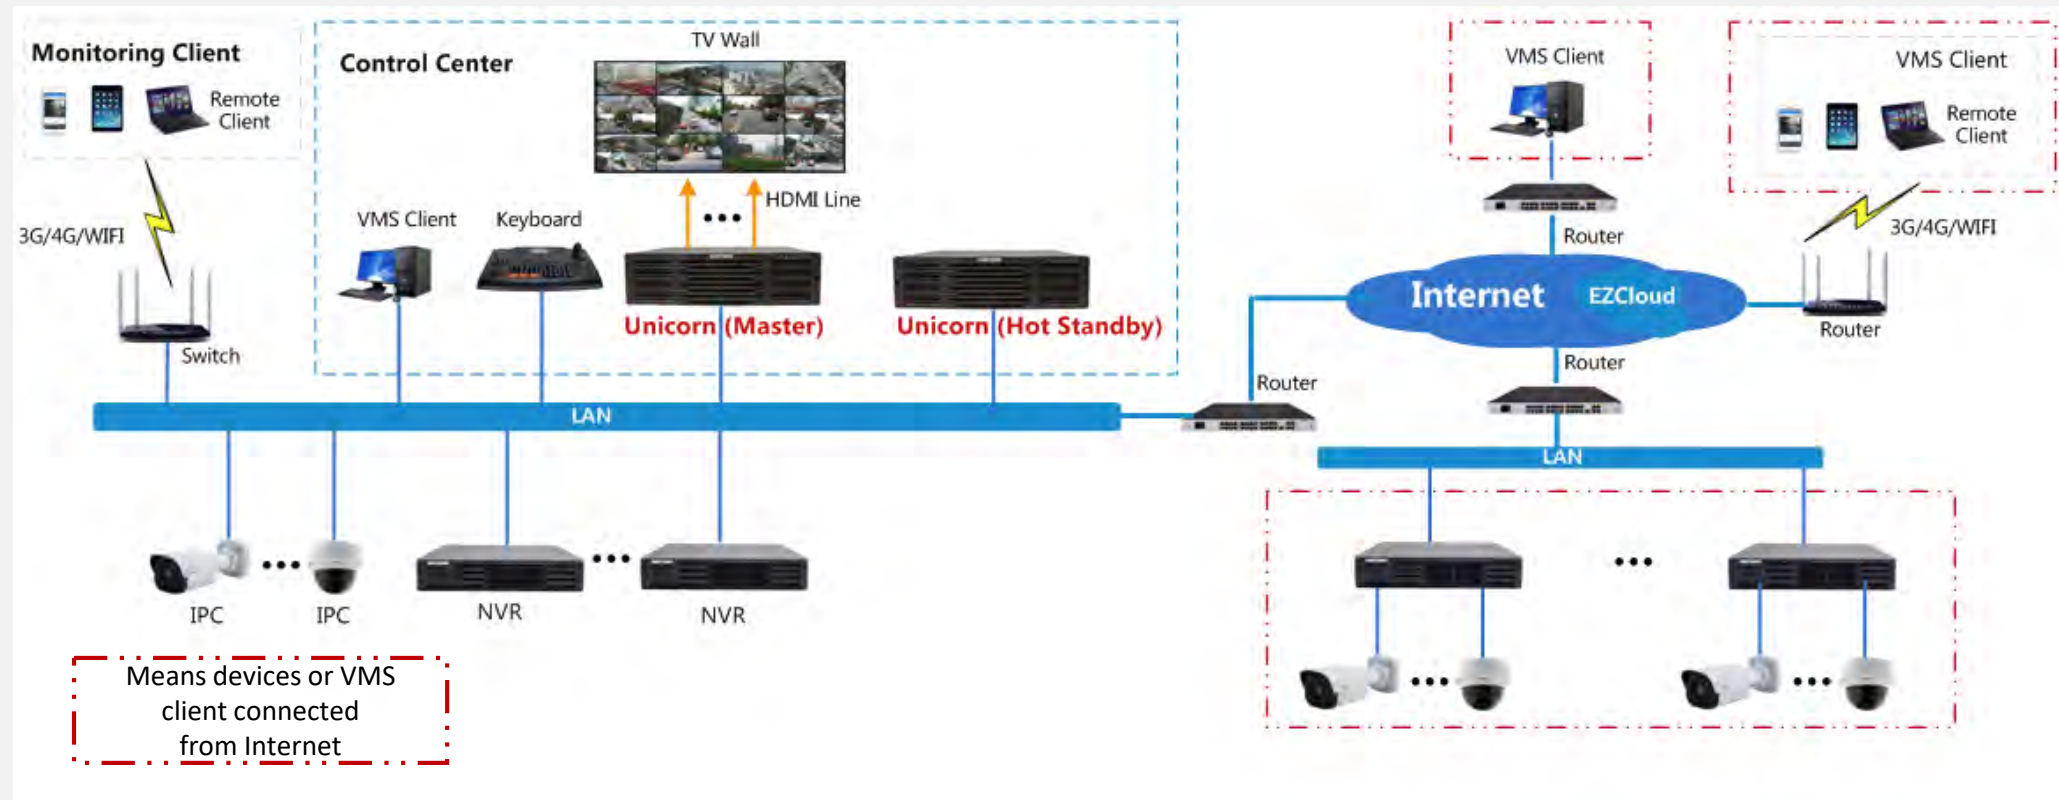 Monitoring Client
Remote
Client
3G/4G/WIFI
Switch
Control Center
TV Wall
HDMI Line
VMS Client
Keyboard
Unicorn (Master)
Unicorn (Hot Standby)
LAN
IPC
IPC
NVR
NVR
Router
VMS Client
Router
Internet
EZCloud
Router
VMS Client
Remote
Client
3G/4G/WIFI
Router
LAN
Means devices or VMS
client connected
from Internet